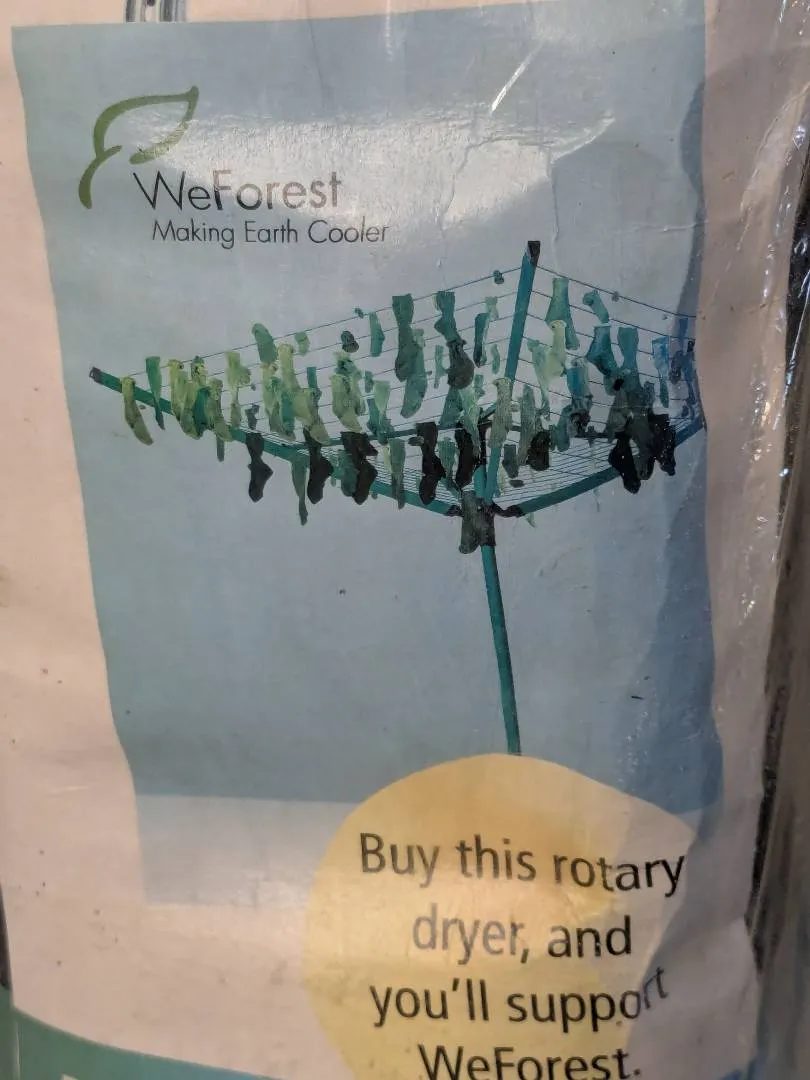 WeForest
Making Earth Cooler
Buy this rotary
dryer, and
you'll support
WeForest.